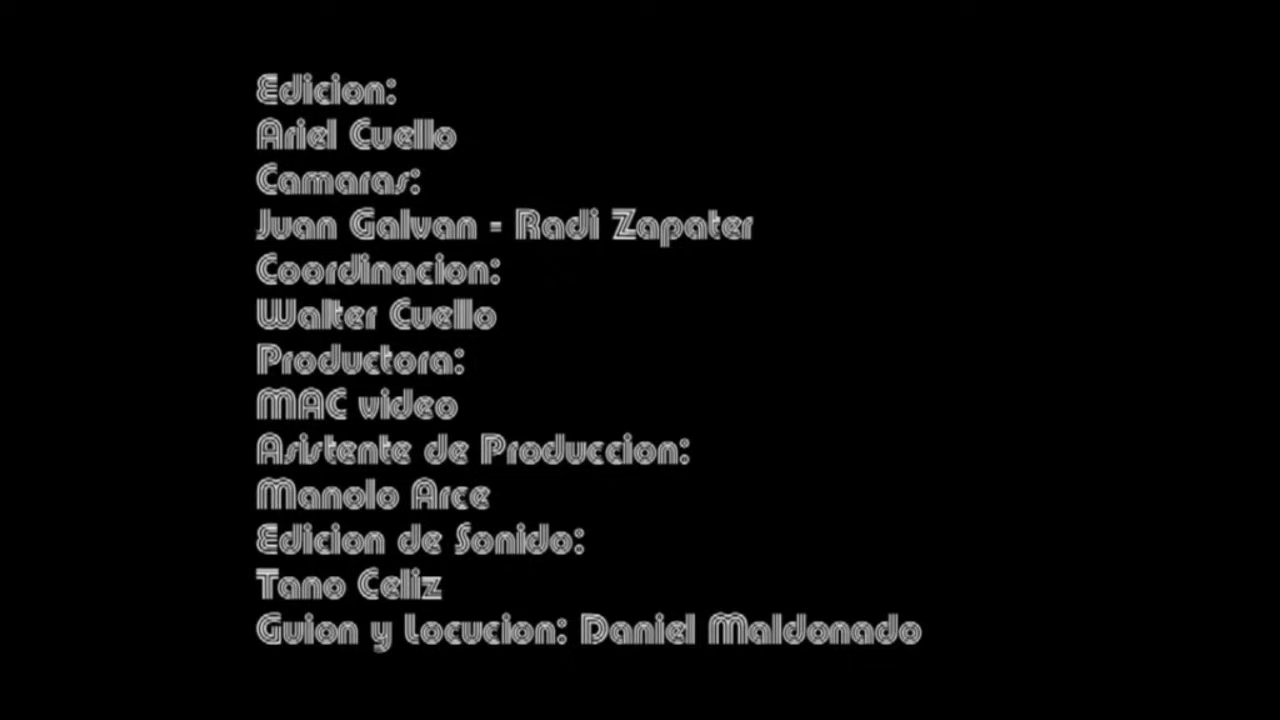 Edicion:
Ariel Cuello
Camaras:
Juan Galvan - Radi Zapater
Coordinacion:
Walter Cuello
Productora:
MAC video
Asistente de Produccion:
Manolo Arce
Edicion de Sonido:
Tano Celiz
Guion y Locucion: Daniel Maldonado